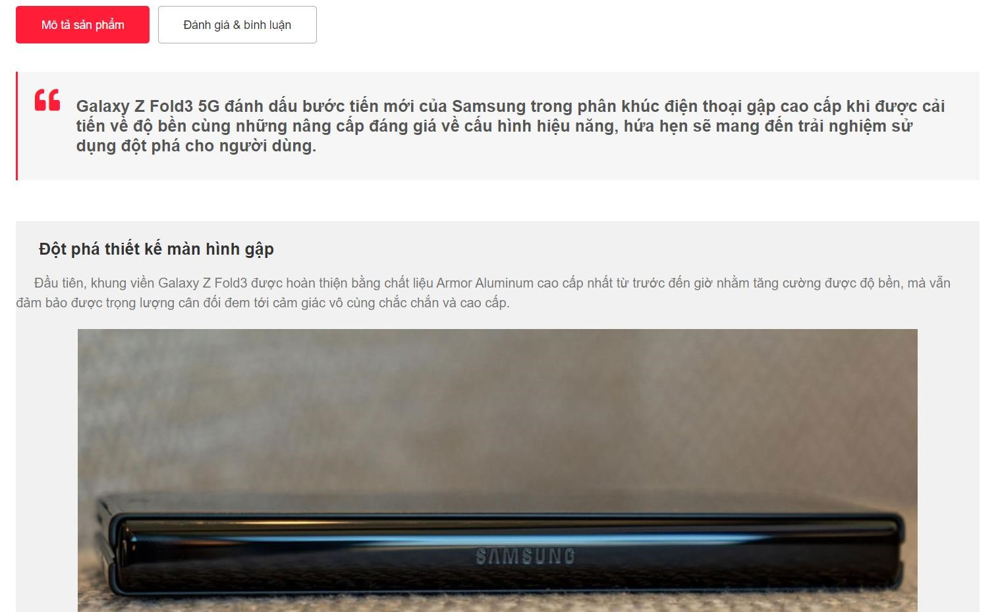 Mô tả sản phẩm
Đánh giá & bình luận
Galaxy Z Fold3 5G đánh dấu bước tiến mới của Samsung trong phân khúc điện thoại gập cao cấp khi được cải
tiến về độ bền cùng những nâng cấp đáng giá về cấu hình hiệu năng, hứa hẹn sẽ mang đến trải nghiệm sử
dụng đột phá cho người dùng.
Đột phá thiết kế màn hình gập
Đầu tiên, khung viền Galaxy Z Fold3 được hoàn thiện bằng chất liệu Armor Aluminum cao cấp nhất từ trước đến giờ nhằm tăng cường được độ bền, mà vẫn
đảm bảo được trọng lượng cân đối đem tới cảm giác vô cùng chắc chắn và cao cấp.
SAMSUNG